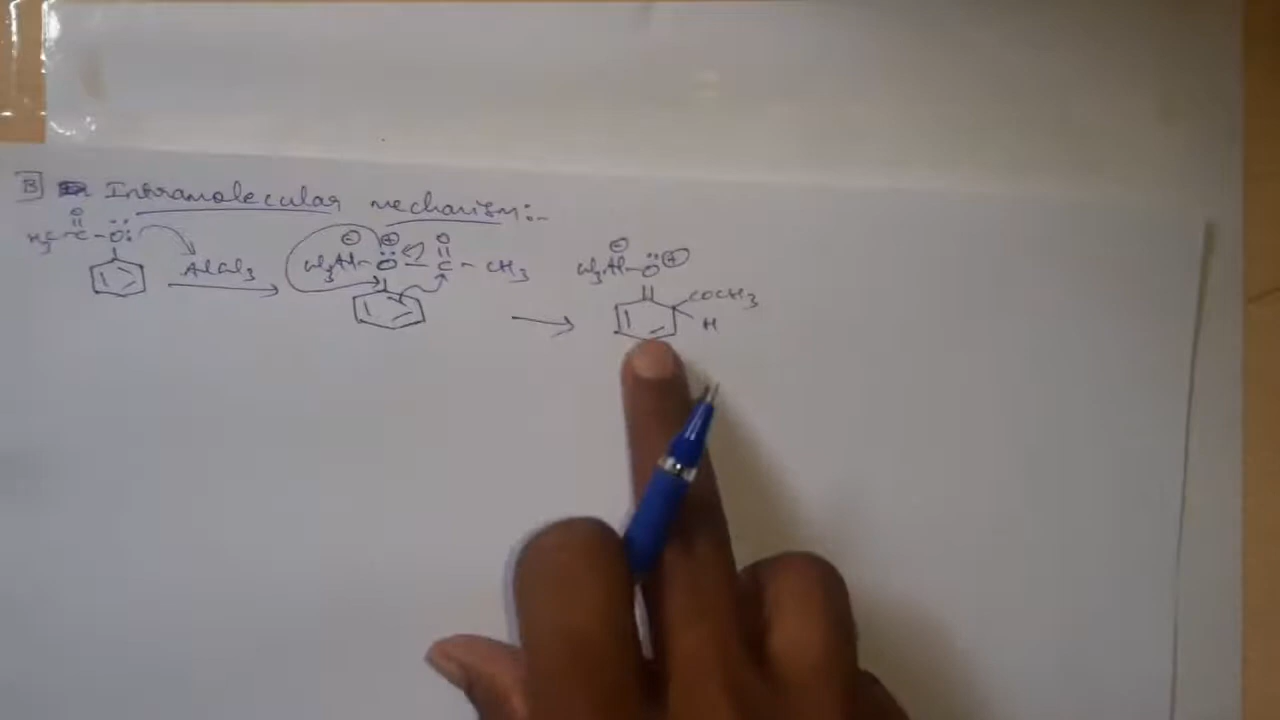 B Intramolecular mechanism:-
H₃C-C-O: O
AlCl₃
Cl₃Al-O-C-CH₃ ⊖ ⊕ O
Cl₃Al-O ⊖ ⊕
COCH₃
H